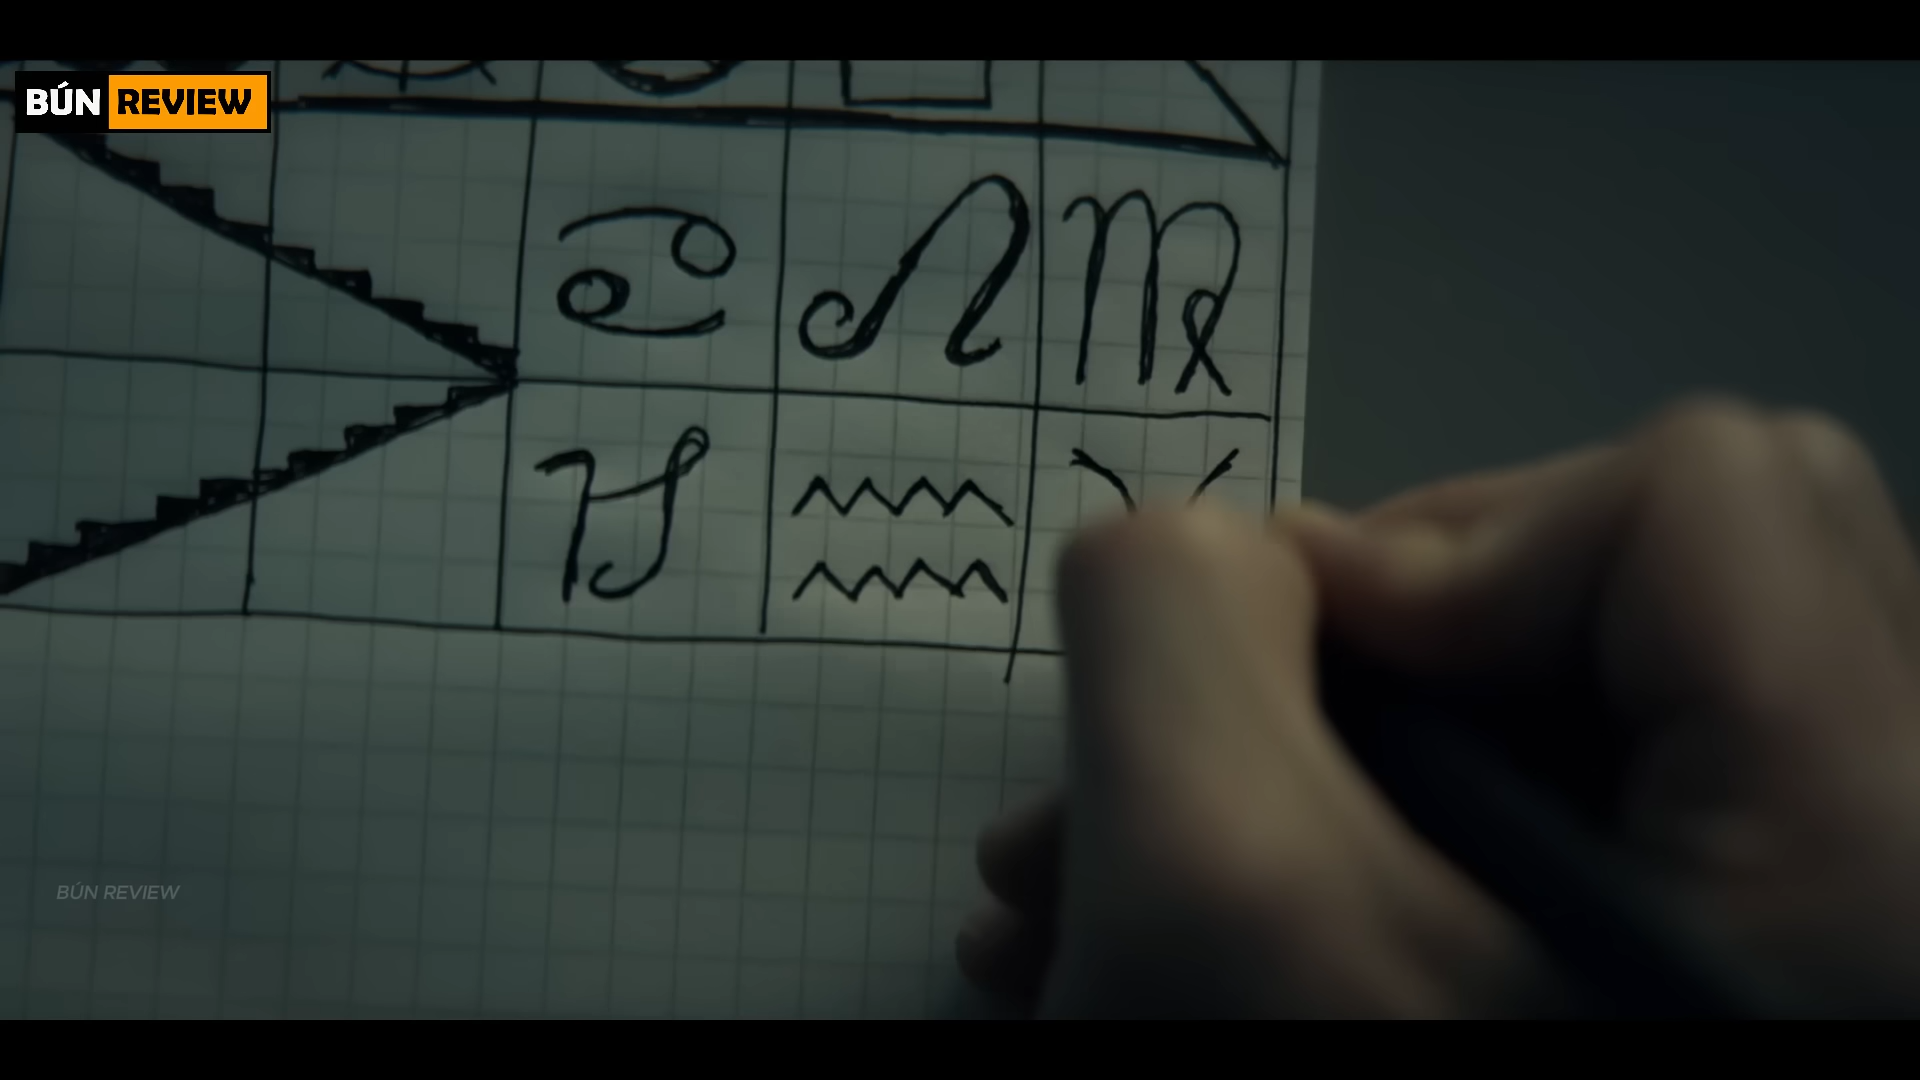 BÚN REVIEW
♋ ♌ ♍
♑ ♒
BÚN REVIEW